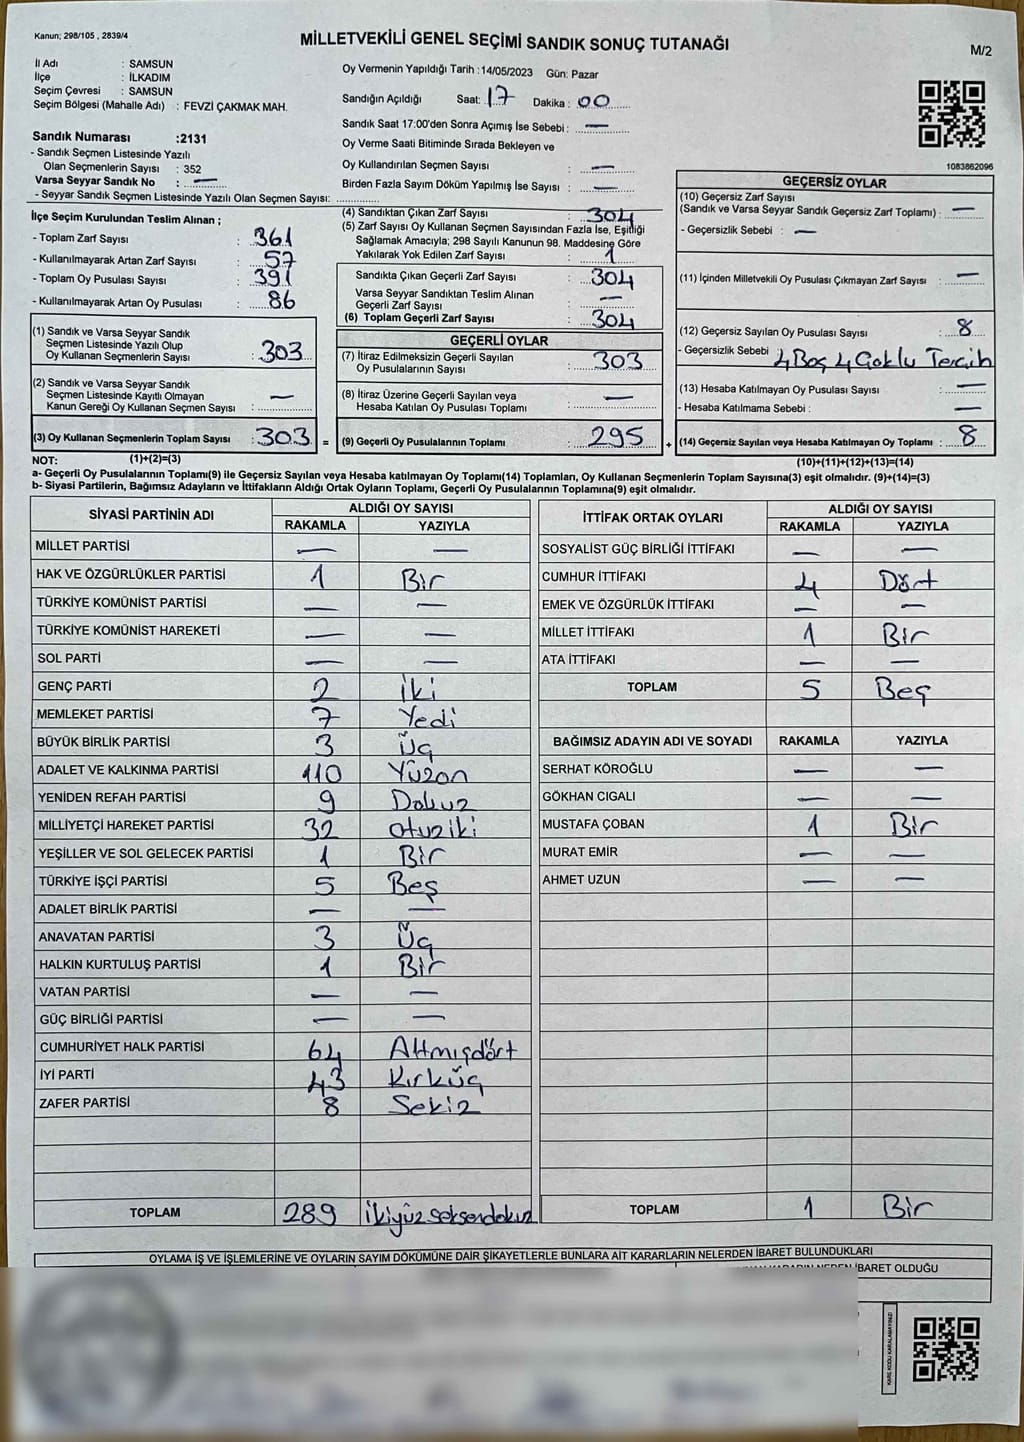 Kanun; 298/105 , 2839/4
MİLLETVEKİLİ GENEL SEÇİMİ SANDIK SONUÇ TUTANAĞI
M/2
İl Adı : SAMSUN
İlçe : İLKADIM
Seçim Çevresi : SAMSUN
Seçim Bölgesi (Mahalle Adı) : FEVZİ ÇAKMAK MAH.
Sandık Numarası :2131
- Sandık Seçmen Listesinde Yazılı
Olan Seçmenlerin Sayısı : 352
Varsa Seyyar Sandık No : —
- Seyyar Sandık Seçmen Listesinde Yazılı Olan Seçmen Sayısı: ..............
Oy Vermenin Yapıldığı Tarih :14/05/2023 Gün: Pazar
Sandığın Açıldığı Saat: 17 Dakika : 00
Sandık Saat 17:00'den Sonra Açımış İse Sebebi : —
Oy Verme Saati Bitiminde Sırada Bekleyen ve
Oy Kullandırılan Seçmen Sayısı : —
Birden Fazla Sayım Döküm Yapılmış İse Sayısı : —
1083862096
İlçe Seçim Kurulundan Teslim Alınan ;
- Toplam Zarf Sayısı : 361
- Kullanılmayarak Artan Zarf Sayısı : 57
- Toplam Oy Pusulası Sayısı : 391
- Kullanılmayarak Artan Oy Pusulası : 86
(1) Sandık ve Varsa Seyyar Sandık
Seçmen Listesinde Yazılı Olup
Oy Kullanan Seçmenlerin Sayısı : 303
(2) Sandık ve Varsa Seyyar Sandık
Seçmen Listesinde Kayıtlı Olmayan
Kanun Gereği Oy Kullanan Seçmen Sayısı : —
(3) Oy Kullanan Seçmenlerin Toplam Sayısı : 303 =
(1)+(2)=(3)
(4) Sandıktan Çıkan Zarf Sayısı : 304
(5) Zarf Sayısı Oy Kullanan Seçmen Sayısından Fazla İse, Eşitliği
Sağlamak Amacıyla; 298 Sayılı Kanunun 98. Maddesine Göre
Yakılarak Yok Edilen Zarf Sayısı : 1
Sandıkta Çıkan Geçerli Zarf Sayısı : 304
Varsa Seyyar Sandıktan Teslim Alınan
Geçerli Zarf Sayısı : —
(6) Toplam Geçerli Zarf Sayısı : 304
GEÇERLİ OYLAR
(7) İtiraz Edilmeksizin Geçerli Sayılan
Oy Pusulalarının Sayısı : 303
(8) İtiraz Üzerine Geçerli Sayılan veya
Hesaba Katılan Oy Pusulası Toplamı : —
(9) Geçerli Oy Pusulalarının Toplamı : 295 +
GEÇERSİZ OYLAR
(10) Geçersiz Zarf Sayısı
(Sandık ve Varsa Seyyar Sandık Geçersiz Zarf Toplamı) : —
- Geçersizlik Sebebi : —
(11) İçinden Milletvekili Oy Pusulası Çıkmayan Zarf Sayısı : —
(12) Geçersiz Sayılan Oy Pusulası Sayısı : 8
- Geçersizlik Sebebi 4 Boş 4 Çoklu Tercih
(13) Hesaba Katılmayan Oy Pusulası Sayısı : —
- Hesaba Katılmama Sebebi : —
(14) Geçersiz Sayılan veya Hesaba Katılmayan Oy Toplamı : 8
(10)+(11)+(12)+(13)=(14)
NOT:
a- Geçerli Oy Pusulalarının Toplamı(9) ile Geçersiz Sayılan veya Hesaba katılmayan Oy Toplamı(14) Toplamları, Oy Kullanan Seçmenlerin Toplam Sayısına(3) eşit olmalıdır. (9)+(14)=(3)
b- Siyasi Partilerin, Bağımsız Adayların ve İttifakların Aldığı Ortak Oyların Toplamı, Geçerli Oy Pusulalarının Toplamına(9) eşit olmalıdır.
SİYASİ PARTİNİN ADI ALDIĞI OY SAYISI
RAKAMLA YAZIYLA
MİLLET PARTİSİ — —
HAK VE ÖZGÜRLÜKLER PARTİSİ 1 Bir
TÜRKİYE KOMÜNİST PARTİSİ — —
TÜRKİYE KOMÜNİST HAREKETİ — —
SOL PARTİ — —
GENÇ PARTİ 2 İki
MEMLEKET PARTİSİ 7 Yedi
BÜYÜK BİRLİK PARTİSİ 3 Üç
ADALET VE KALKINMA PARTİSİ 110 Yüzon
YENİDEN REFAH PARTİSİ 9 Dokuz
MİLLİYETÇİ HAREKET PARTİSİ 32 otuziki
YEŞİLLER VE SOL GELECEK PARTİSİ 1 Bir
TÜRKİYE İŞÇİ PARTİSİ 5 Beş
ADALET BİRLİK PARTİSİ — —
ANAVATAN PARTİSİ 3 Üç
HALKIN KURTULUŞ PARTİSİ 1 Bir
VATAN PARTİSİ — —
GÜÇ BİRLİĞİ PARTİSİ — —
CUMHURİYET HALK PARTİSİ 64 Altmışdört
İYİ PARTİ 43 Kırküç
ZAFER PARTİSİ 8 Sekiz
TOPLAM 289 ikiyüzseksendokuz
İTTİFAK ORTAK OYLARI ALDIĞI OY SAYISI
RAKAMLA YAZIYLA
SOSYALİST GÜÇ BİRLİĞİ İTTİFAKI — —
CUMHUR İTTİFAKI 4 Dört
EMEK VE ÖZGÜRLÜK İTTİFAKI — —
MİLLET İTTİFAKI 1 Bir
ATA İTTİFAKI — —
TOPLAM 5 Beş
BAĞIMSIZ ADAYIN ADI VE SOYADI RAKAMLA YAZIYLA
SERHAT KÖROĞLU — —
GÖKHAN CIGALI — —
MUSTAFA ÇOBAN 1 Bir
MURAT EMİR — —
AHMET UZUN — —
TOPLAM 1 Bir
OYLAMA İŞ VE İŞLEMLERİNE VE OYLARIN SAYIM DÖKÜMÜNE DAİR ŞİKAYETLERLE BUNLARA AİT KARARLARIN NELERDEN İBARET BULUNDUKLARI
İBARET OLDUĞU
KARE KODU KARALAMAYINIZ!